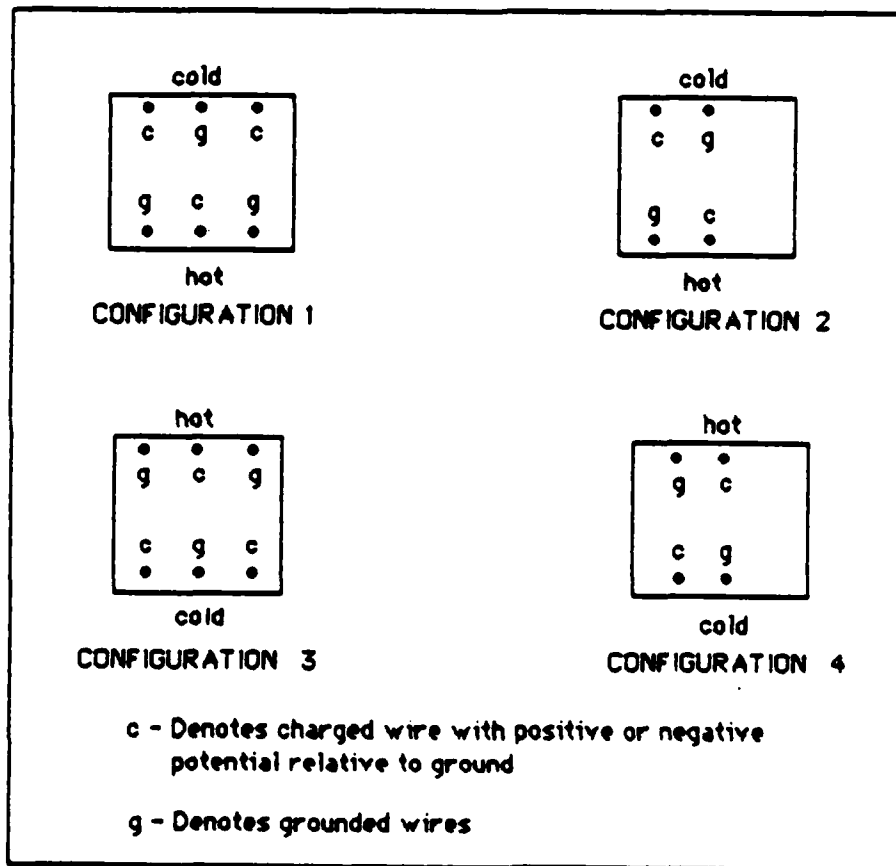 cold
c g c
g c g
hot
CONFIGURATION 1
cold
c g
g c
hot
CONFIGURATION 2
hot
g c g
c g c
cold
CONFIGURATION 3
hot
g c
c g
cold
CONFIGURATION 4
c - Denotes charged wire with positive or negative
potential relative to ground
g - Denotes grounded wires